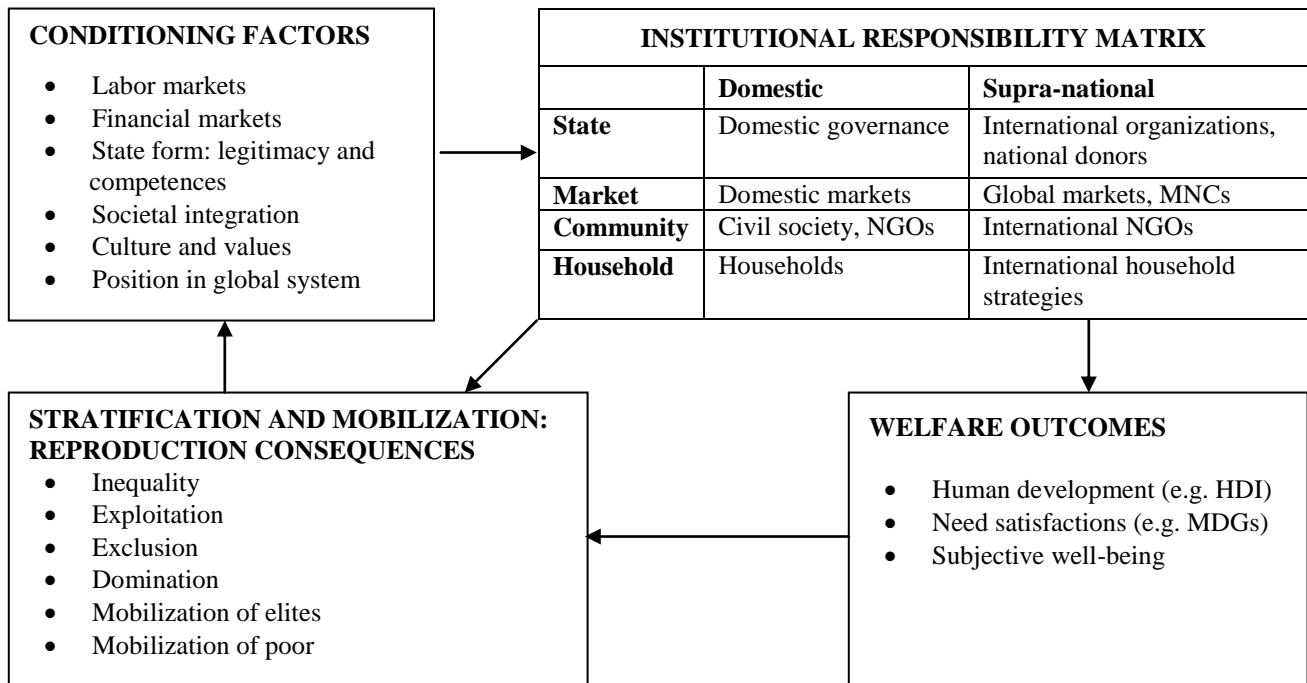 CONDITIONING FACTORS
• Labor markets
• Financial markets
• State form: legitimacy and
competences
• Societal integration
• Culture and values
• Position in global system
INSTITUTIONAL RESPONSIBILITY MATRIX
Domestic Supra-national
State Domestic governance International organizations,
national donors
Market Domestic markets Global markets, MNCs
Community Civil society, NGOs International NGOs
Household Households International household
strategies
STRATIFICATION AND MOBILIZATION:
REPRODUCTION CONSEQUENCES
• Inequality
• Exploitation
• Exclusion
• Domination
• Mobilization of elites
• Mobilization of poor
WELFARE OUTCOMES
• Human development (e.g. HDI)
• Need satisfactions (e.g. MDGs)
• Subjective well-being